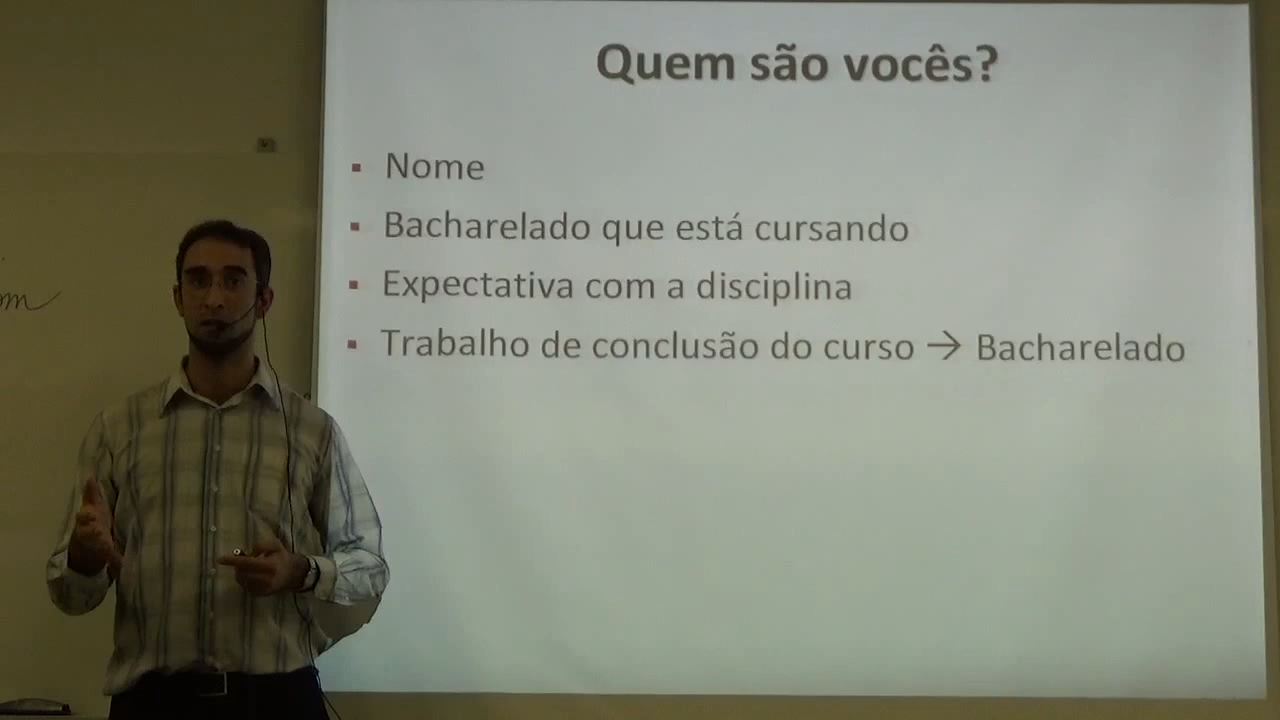 Quem são vocês?
Nome
Bacharelado que está cursando
Expectativa com a disciplina
Trabalho de conclusão do curso → Bacharelado